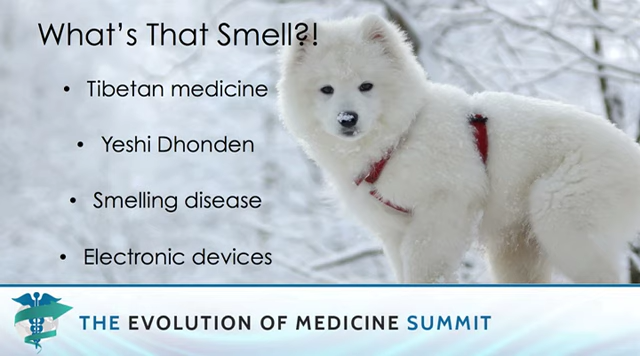 What's That Smell?!
• Tibetan medicine
• Yeshi Dhonden
• Smelling disease
• Electronic devices
THE EVOLUTION OF MEDICINE SUMMIT